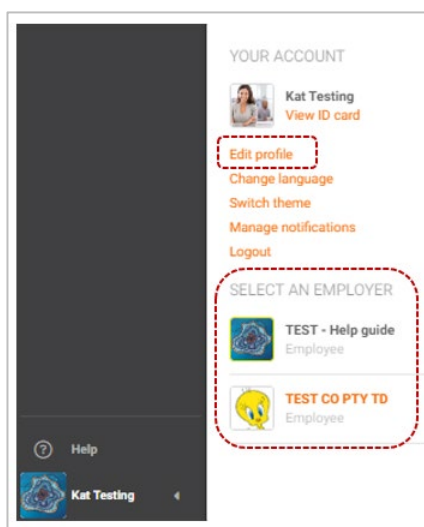 YOUR ACCOUNT
Kat Testing
View ID card
Edit profile
Change language
Switch theme
Manage notifications
Logout
SELECT AN EMPLOYER
TEST - Help guide
Employee
TEST CO PTY TD
Employee
Help
Kat Testing